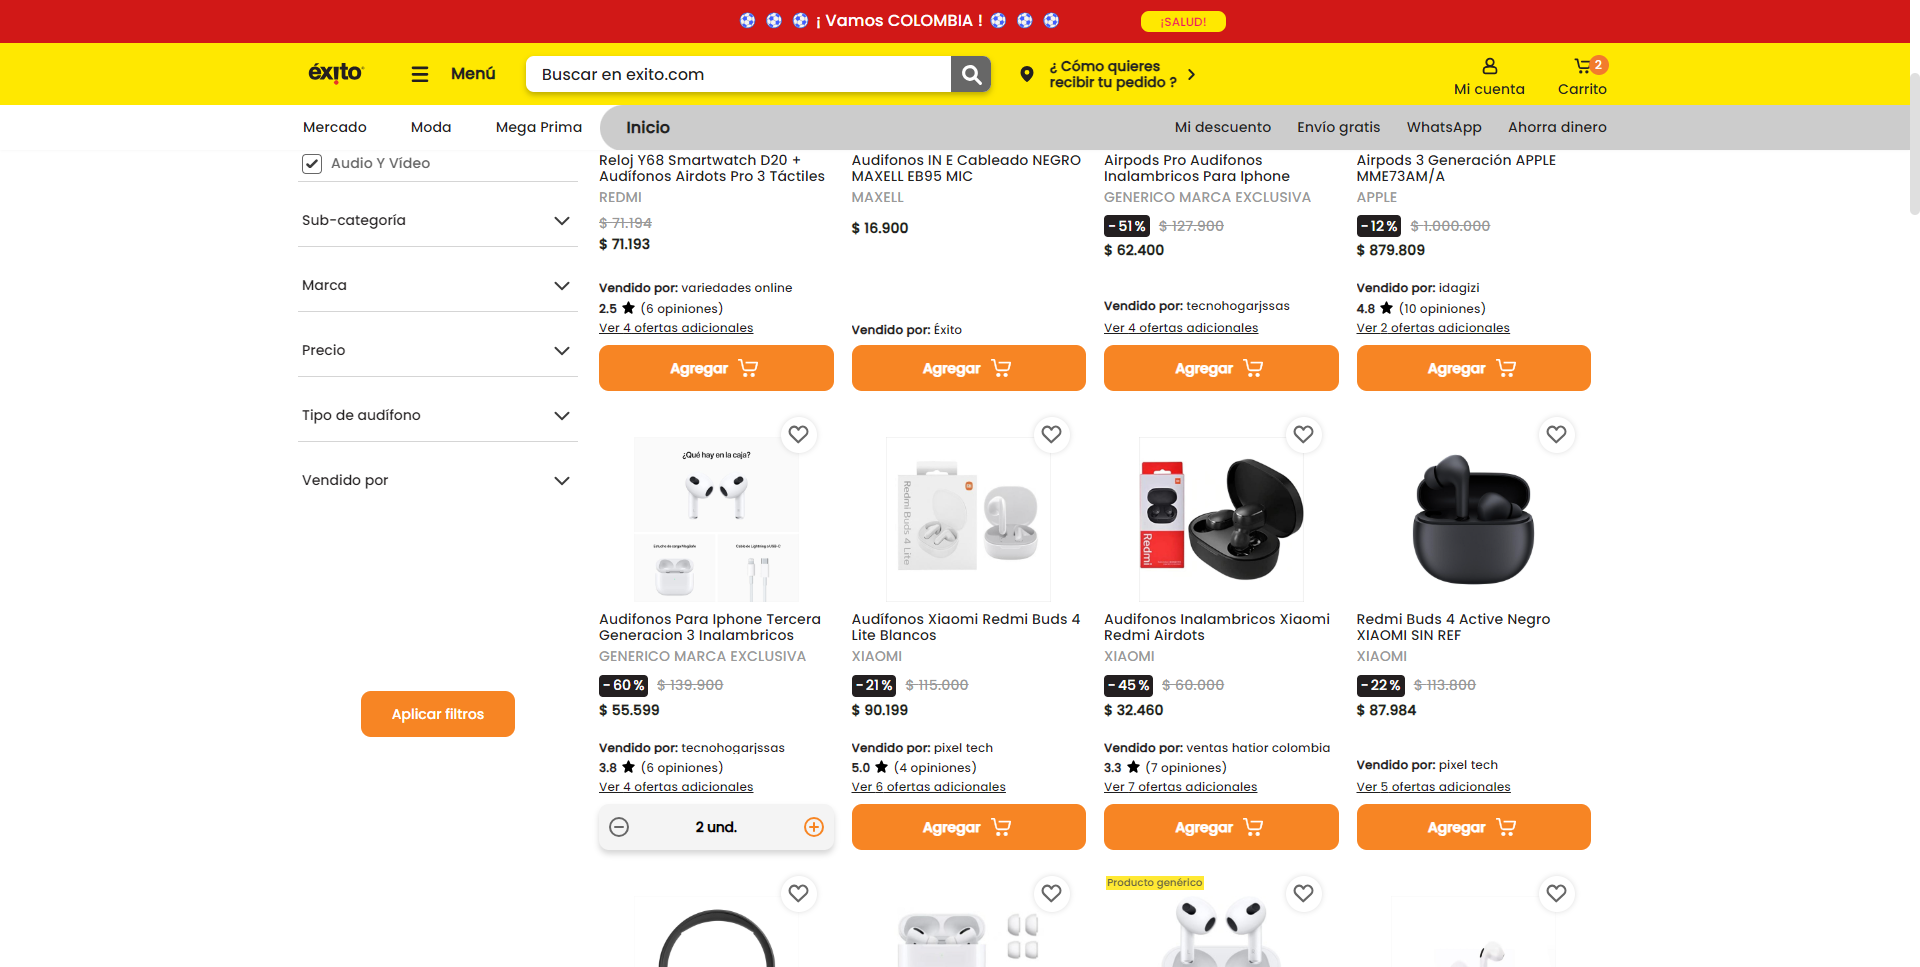 ¡ Vamos COLOMBIA !
¡SALUD!
éxito
Menú
Buscar en exito.com
¿ Cómo quieres
recibir tu pedido ?
Mi cuenta
2
Carrito
Mercado
Moda
Mega Prima
Inicio
Mi descuento
Envío gratis
WhatsApp
Ahorra dinero
Audio Y Vídeo
Sub-categoría
Marca
Precio
Tipo de audífono
Vendido por
Aplicar filtros
Reloj Y68 Smartwatch D20 +
Audífonos Airdots Pro 3 Táctiles
REDMI
$ 71.194
$ 71.193
Vendido por: variedades online
2.5 (6 opiniones)
Ver 4 ofertas adicionales
Agregar
Audifonos IN E Cableado NEGRO
MAXELL EB95 MIC
MAXELL
$ 16.900
Vendido por: Éxito
Agregar
Airpods Pro Audifonos
Inalambricos Para Iphone
GENERICO MARCA EXCLUSIVA
-51% $ 127.900
$ 62.400
Vendido por: tecnohogarjssas
Ver 4 ofertas adicionales
Agregar
Airpods 3 Generación APPLE
MME73AM/A
APPLE
-12% $ 1.000.000
$ 879.809
Vendido por: idagizi
4.8 (10 opiniones)
Ver 2 ofertas adicionales
Agregar
¿Qué hay en la caja?
Estuche de carga MagSafe
Cable de Lightning a USB-C
Audifonos Para Iphone Tercera
Generacion 3 Inalambricos
GENERICO MARCA EXCLUSIVA
-60% $ 139.900
$ 55.599
Vendido por: tecnohogarjssas
3.8 (6 opiniones)
Ver 4 ofertas adicionales
2 und.
Redmi Buds 4 Lite
Audífonos Xiaomi Redmi Buds 4
Lite Blancos
XIAOMI
-21% $ 115.000
$ 90.199
Vendido por: pixel tech
5.0 (4 opiniones)
Ver 6 ofertas adicionales
Agregar
Redmi
Audifonos Inalambricos Xiaomi
Redmi Airdots
XIAOMI
-45% $ 60.000
$ 32.460
Vendido por: ventas hatior colombia
3.3 (7 opiniones)
Ver 7 ofertas adicionales
Agregar
Redmi Buds 4 Active Negro
XIAOMI SIN REF
XIAOMI
-22% $ 113.800
$ 87.984
Vendido por: pixel tech
Ver 5 ofertas adicionales
Agregar
Producto genérico